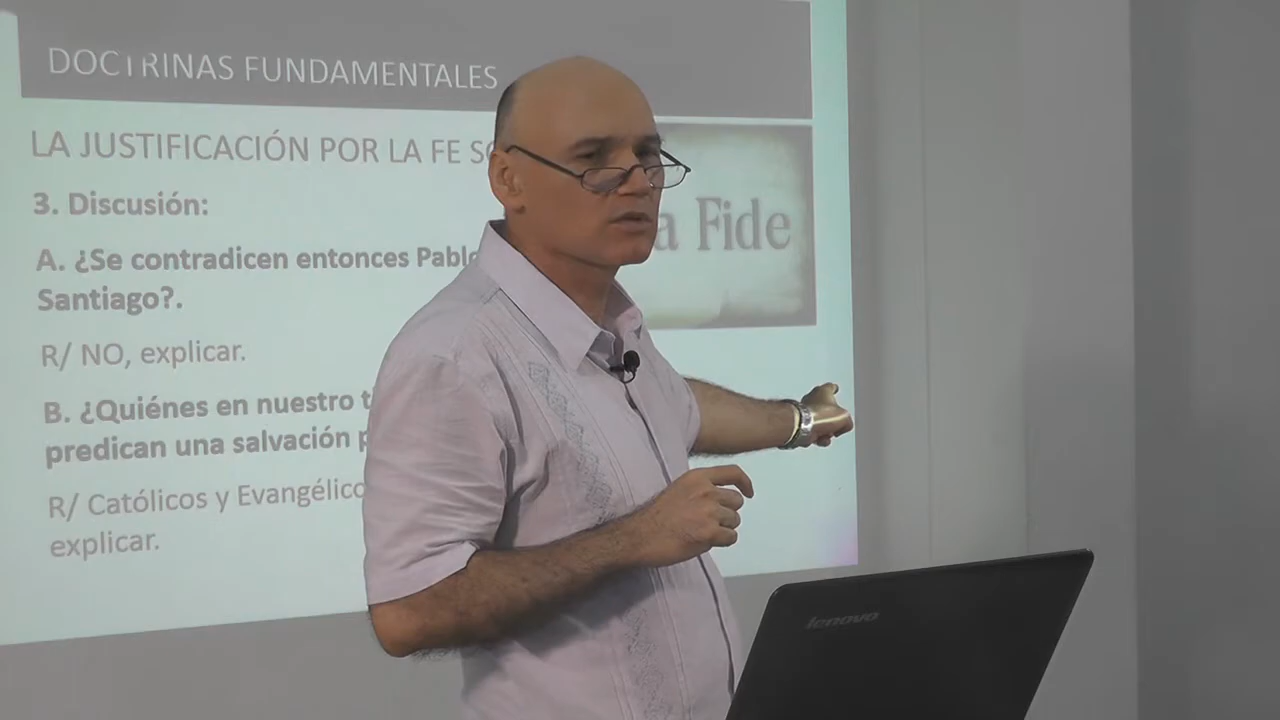 DOCTRINAS FUNDAMENTALES
LA JUSTIFICACIÓN POR LA FE
3. Discusión:
A. ¿Se contradicen entonces
Santiago?.
R/ NO, explicar.
B. ¿Quiénes en nuestro
predican una salvación
R/ Católicos y
explicar.
Fide
lenovo